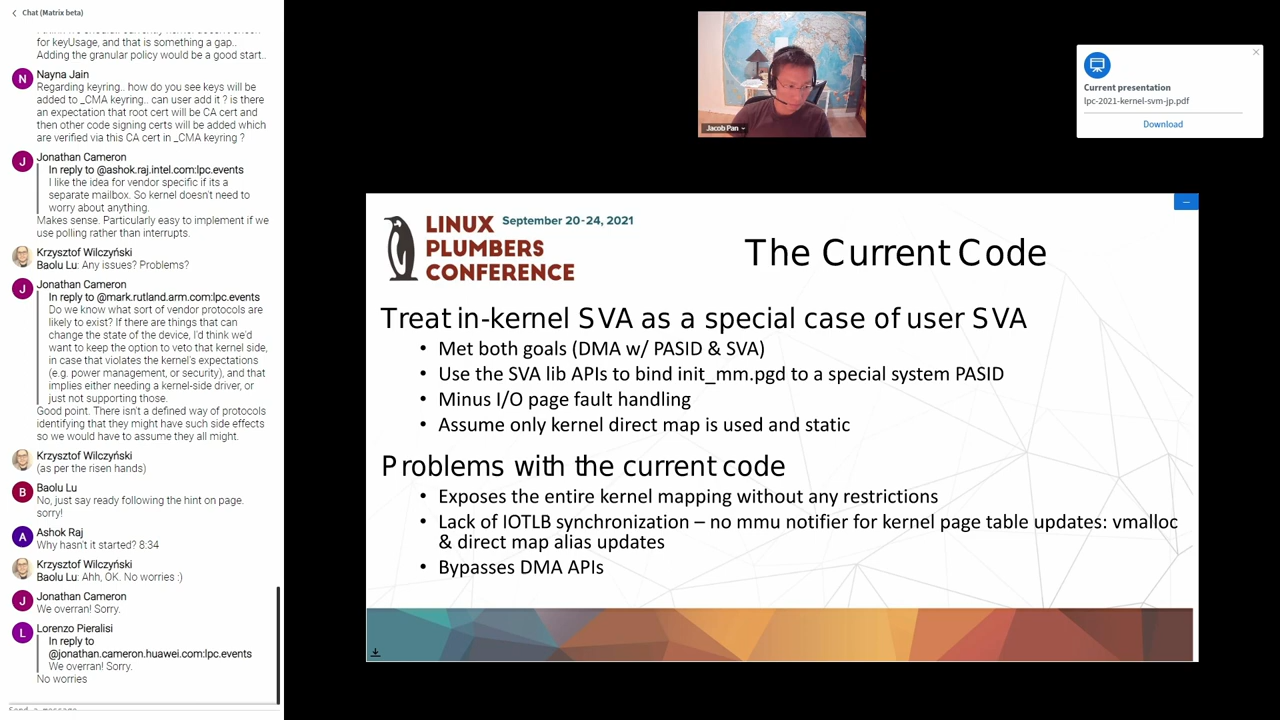 Chat (Matrix beta)
for keyUsage, and that is something a gap..
Adding the granular policy would be a good start..
N
Nayna Jain
Regarding keyring.. how do you see keys will be
added to _CMA keyring.. can user add it ? is there
an expectation that root cert will be CA cert and
then other code signing certs will be added which
are verified via this CA cert in _CMA keyring ?
J
Jonathan Cameron
In reply to @ashok.raj.intel.com:lpc.events
I like the idea for vendor specific if its a
separate mailbox. So kernel doesn't need to
worry about anything.
Makes sense. Particularly easy to implement if we
use polling rather than interrupts.
Krzysztof Wilczyński
Baolu Lu: Any issues? Problems?
J
Jonathan Cameron
In reply to @mark.rutland.arm.com:lpc.events
Do we know what sort of vendor protocols are
likely to exist? If there are things that can
change the state of the device, I'd think we'd
want to keep the option to veto that kernel side,
in case that violates the kernel's expectations
(e.g. power management, or security), and that
implies either needing a kernel-side driver, or
just not supporting those.
Good point. There isn't a defined way of protocols
identifying that they might have such side effects
so we would have to assume they all might.
Krzysztof Wilczyński
(as per the risen hands)
B
Baolu Lu
No, just say ready following the hint on page.
sorry!
A
Ashok Raj
Why hasn't it started? 8:34
Krzysztof Wilczyński
Baolu Lu: Ahh, OK. No worries :)
J
Jonathan Cameron
We overran! Sorry.
L
Lorenzo Pieralisi
In reply to
@jonathan.cameron.huawei.com:lpc.events
We overran! Sorry.
No worries
Jacob Pan
Current presentation
lpc-2021-kernel-svm-jp.pdf
Download
LINUX
PLUMBERS
CONFERENCE
September 20-24, 2021
The Current Code
Treat in-kernel SVA as a special case of user SVA
• Met both goals (DMA w/ PASID & SVA)
• Use the SVA lib APIs to bind init_mm.pgd to a special system PASID
• Minus I/O page fault handling
• Assume only kernel direct map is used and static
Problems with the current code
• Exposes the entire kernel mapping without any restrictions
• Lack of IOTLB synchronization – no mmu notifier for kernel page table updates: vmalloc
& direct map alias updates
• Bypasses DMA APIs